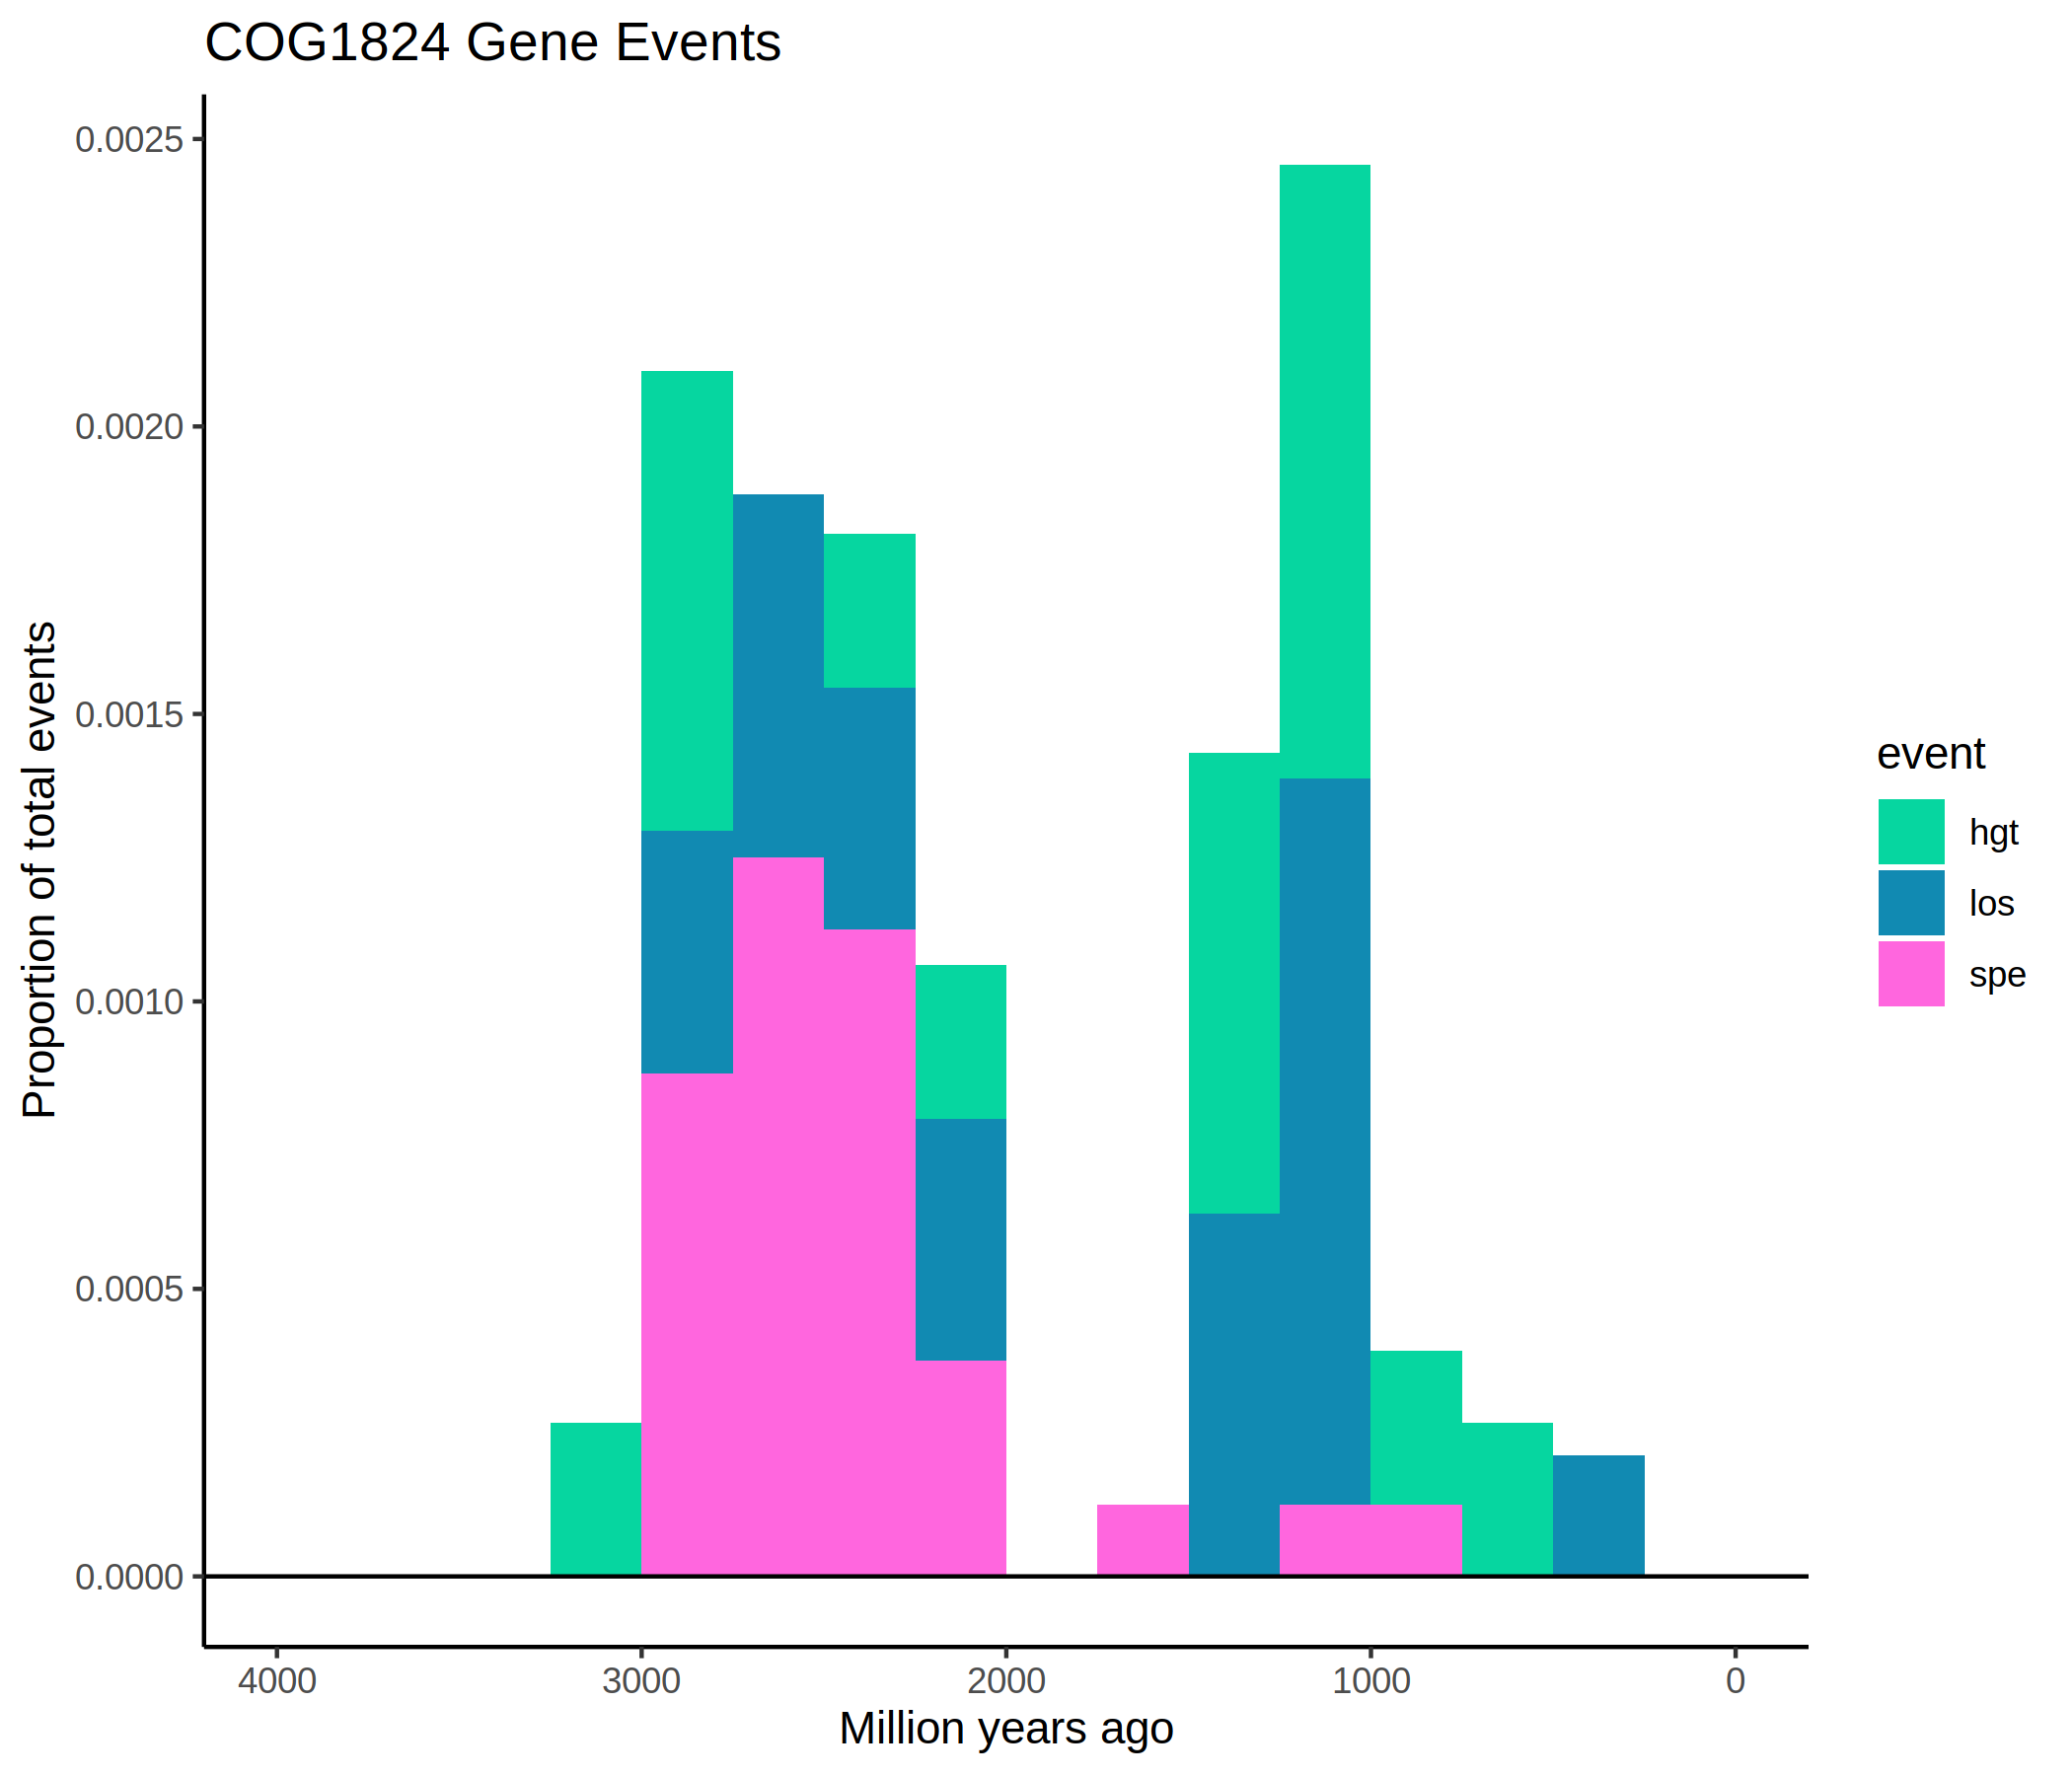 COG1824 Gene Events
Proportion of total events
0.0025
0.0020
0.0015
0.0010
0.0005
0.0000
4000 3000 2000 1000 0
Million years ago
event
hgt
los
spe